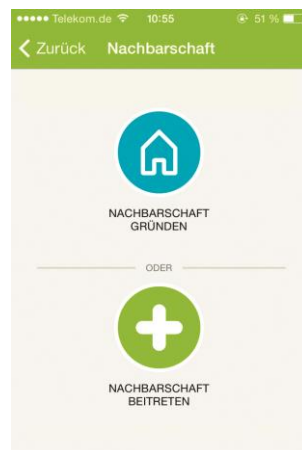 Telekom.de 10:55 51 %
Zurück Nachbarschaft
NACHBARSCHAFT
GRÜNDEN
ODER
NACHBARSCHAFT
BEITRETEN